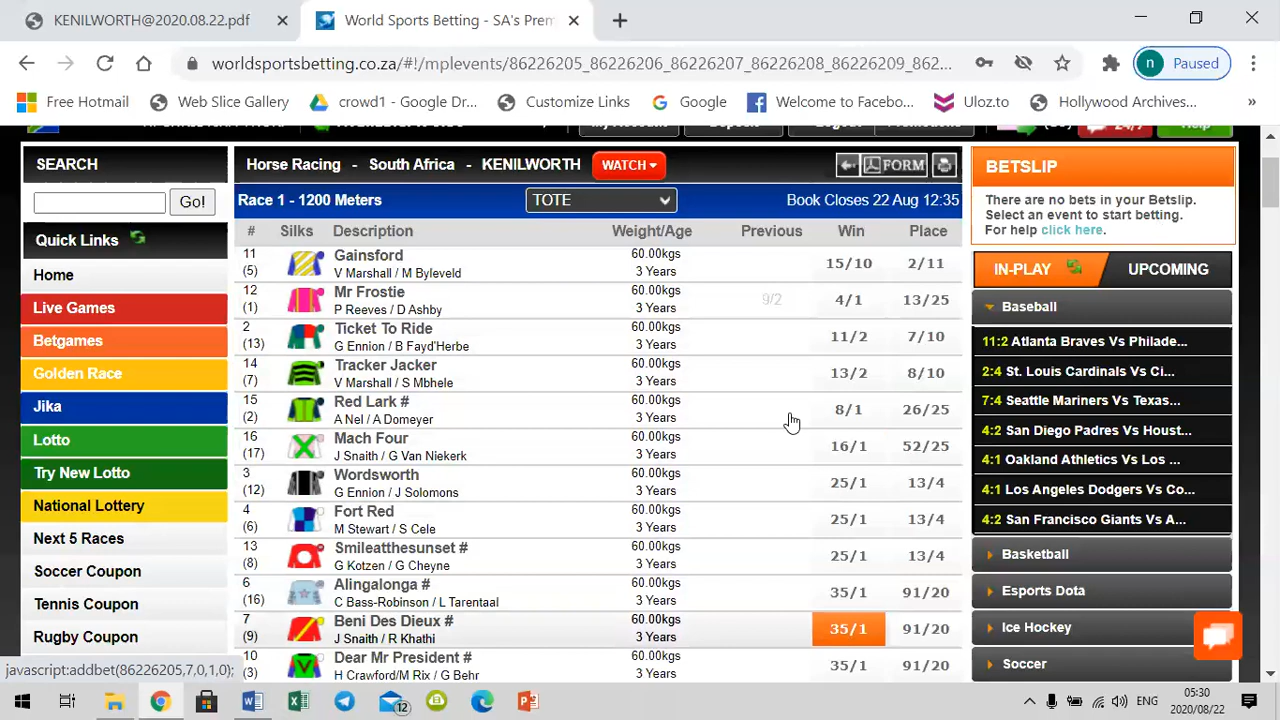 KENILWORTH@2020.08.22.pdf
World Sports Betting - SA's Prem
worldsportsbetting.co.za/#!/mplevents/86226205_86226206_86226207_86226208_86226209_862...
n Paused
Free Hotmail
Web Slice Gallery
crowd1 - Google Dr...
Customize Links
Google
Welcome to Facebo...
Uloz.to
Hollywood Archives...
»
SEARCH
Go!
Quick Links
Home
Live Games
Betgames
Golden Race
Jika
Lotto
Try New Lotto
National Lottery
Next 5 Races
Soccer Coupon
Tennis Coupon
Rugby Coupon
Horse Racing - South Africa - KENILWORTH WATCH
FORM
Race 1 - 1200 Meters TOTE Book Closes 22 Aug 12:35
# Silks Description Weight/Age Previous Win Place
11 Gainsford 60.00kgs 15/10 2/11
(5) V Marshall / M Byleveld 3 Years
12 Mr Frostie 60.00kgs 9/2 4/1 13/25
(1) P Reeves / D Ashby 3 Years
2 Ticket To Ride 60.00kgs 11/2 7/10
(13) G Ennion / B Fayd'Herbe 3 Years
14 Tracker Jacker 60.00kgs 13/2 8/10
(7) V Marshall / S Mbhele 3 Years
15 Red Lark # 60.00kgs 8/1 26/25
(2) A Nel / A Domeyer 3 Years
16 Mach Four 60.00kgs 16/1 52/25
(17) J Snaith / G Van Niekerk 3 Years
3 Wordsworth 60.00kgs 25/1 13/4
(12) G Ennion / J Solomons 3 Years
4 Fort Red 60.00kgs 25/1 13/4
(6) M Stewart / S Cele 3 Years
13 Smileatthesunset # 60.00kgs 25/1 13/4
(8) G Kotzen / G Cheyne 3 Years
6 Alingalonga # 60.00kgs 35/1 91/20
(16) C Bass-Robinson / L Tarentaal 3 Years
7 Beni Des Dieux # 60.00kgs 35/1 91/20
(9) J Snaith / R Khathi 3 Years
10 Dear Mr President # 60.00kgs 35/1 91/20
(3) H Crawford/M Rix / G Behr 3 Years
BETSLIP
There are no bets in your Betslip.
Select an event to start betting.
For help click here.
IN-PLAY UPCOMING
Baseball
11:2 Atlanta Braves Vs Philade...
2:4 St. Louis Cardinals Vs Ci...
7:4 Seattle Mariners Vs Texas...
4:2 San Diego Padres Vs Houst...
4:1 Oakland Athletics Vs Los ...
4:1 Los Angeles Dodgers Vs Co...
4:2 San Francisco Giants Vs A...
Basketball
Esports Dota
Ice Hockey
Soccer
javascript:addbet(86226205,7,0,1,0);
12
ENG
05:30
2020/08/22